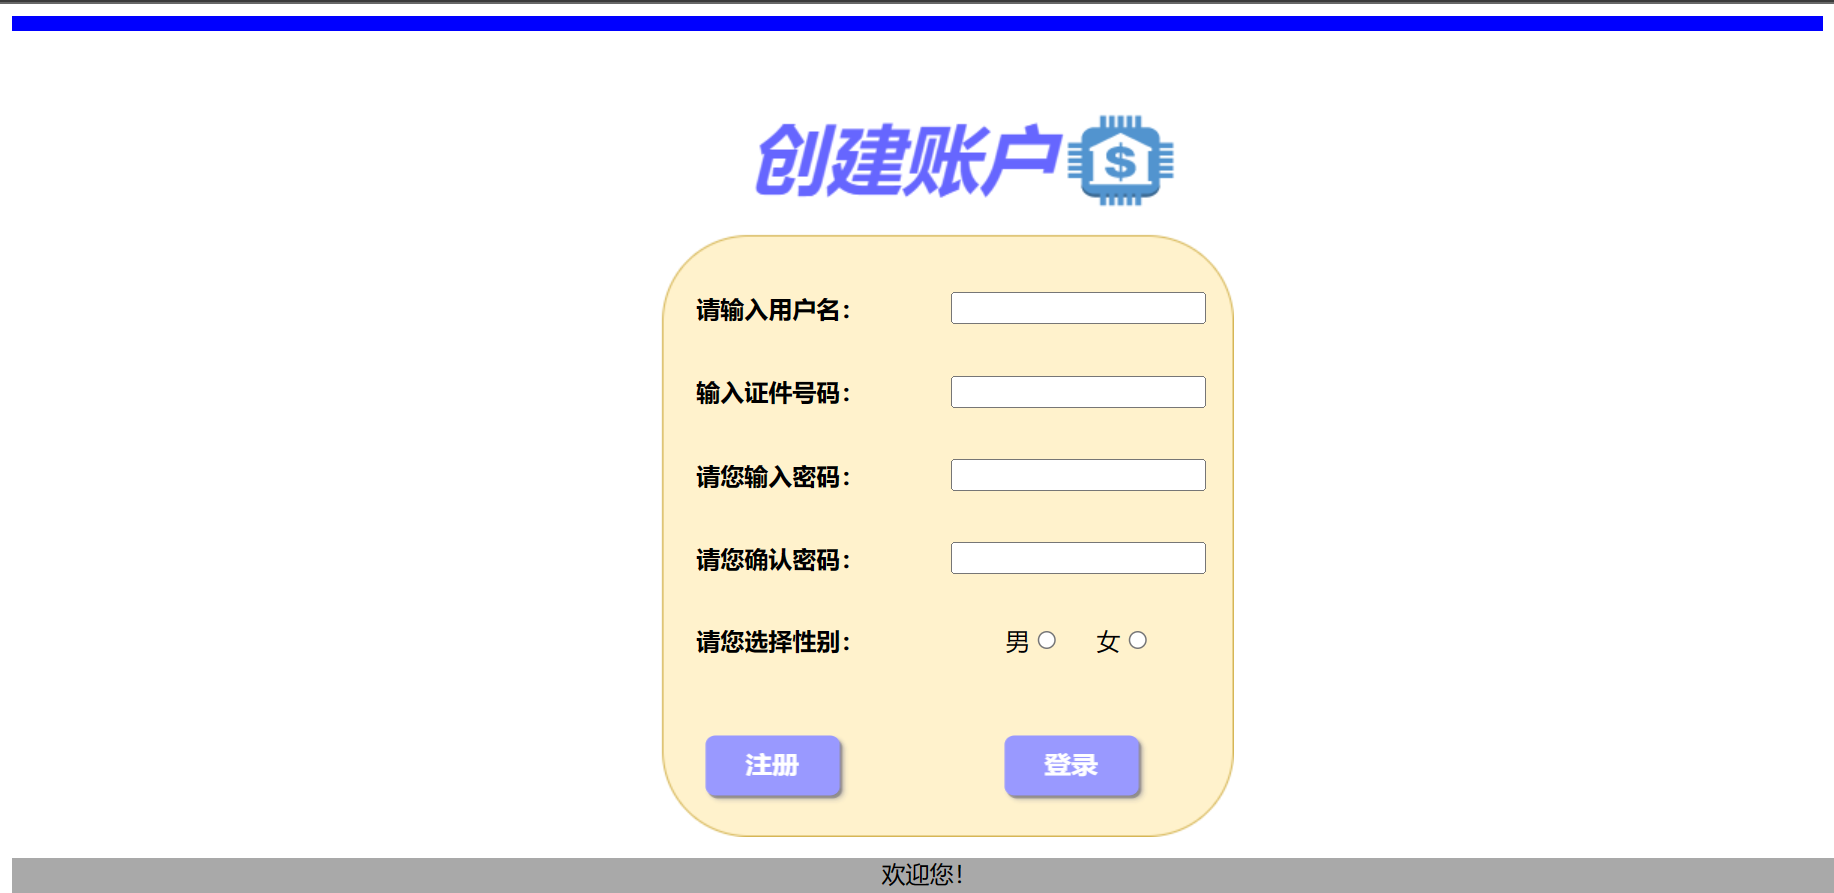 创建账户
请输入用户名：
输入证件号码：
请您输入密码：
请您确认密码：
请您选择性别： 男 女
注册 登录
欢迎您！